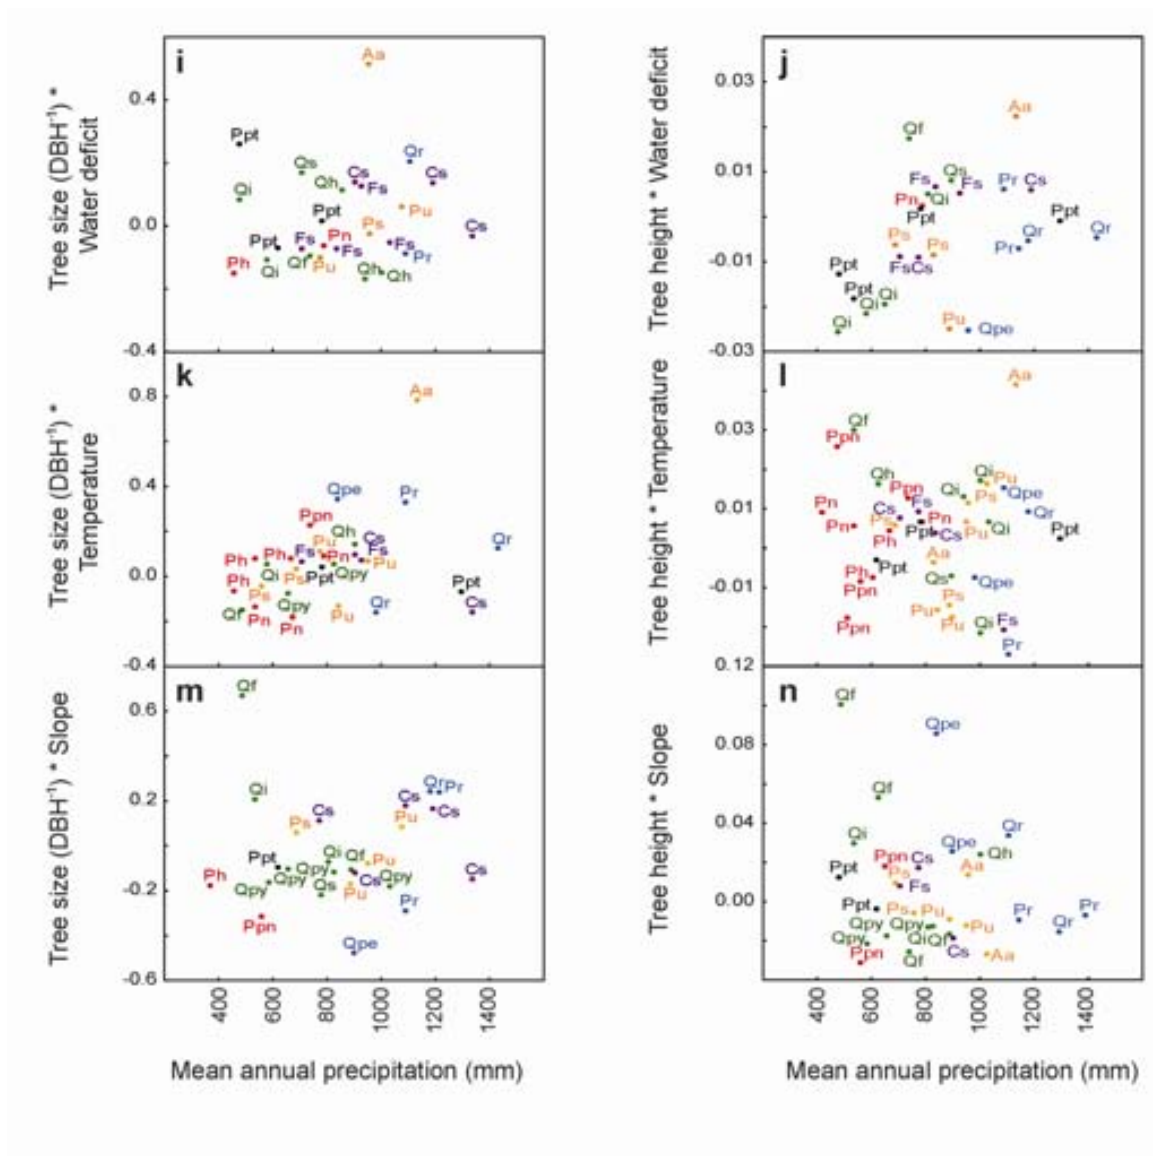 i
Tree size (DBH⁻¹) *
Water deficit
0.4
0.0
-0.4
Aa
Ppt
Qr
Qs
Cs
Cs
Qh
Fs
Qi
Ppt
Pu
Ps
Cs
Ppt
Fs
Pn
Fs
Fs
Pr
Ph
Qi
Qf
Pu
Qh
Qh
j
Tree height * Water deficit
0.03
0.01
-0.01
-0.03
Aa
Qf
Qs
Fs
Fs
Pr
Cs
Pn
Qi
Ppt
Ppt
Qr
Qr
Ps
Ps
Pr
Fs
Cs
Ppt
Ppt
Qi
Qi
Qi
Pu
Qpe
k
Tree size (DBH⁻¹) *
Temperature
0.8
0.4
0.0
-0.4
Aa
Qpe
Pr
Ppn
Qh
Cs
Qr
Pu
Fs
Fs
Ph
Ph
Pn
Pu
Qi
Ps
Ppt
Qpy
Ph
Ppt
Ps
Qpy
Qr
Cs
Qf
Pn
Pu
Pn
l
Tree height * Temperature
0.03
0.01
-0.01
0.12
Aa
Qf
Ppn
Qh
Qi
Pu
Ppn
Qi
Ps
Qpe
Pn
Cs
Fs
Qr
Pn
Ps
Pn
Pu
Qi
Ppt
Ph
Ppt
Cs
Aa
Ppt
Ph
Ppn
Qs
Qpe
Ps
Pu
Pu
Ppn
Qi
Fs
Pr
m
Tree size (DBH⁻¹) * Slope
0.6
0.2
-0.2
-0.6
Qf
Qi
Qr
Pr
Cs
Cs
Cs
Ps
Pu
Ppt
Qi
Qf
Pu
Qpy
Ph
Qpy
Qpy
Qs
Cs
Qpy
Cs
Pu
Pr
Ppn
Qpe
n
Tree height * Slope
0.08
0.04
0.00
Qf
Qpe
Qf
Qi
Qr
Qpe
Qh
Ppt
Ppn
Cs
Ps
Fs
Aa
Ppt
Ps
Pu
Pr
Pr
Qpy
Qpy
Pu
Qr
Qpy
Qi
Qf
Ppn
Qf
Cs
Aa
400
600
800
1000
1200
1400
400
600
800
1000
1200
1400
Mean annual precipitation (mm)
Mean annual precipitation (mm)